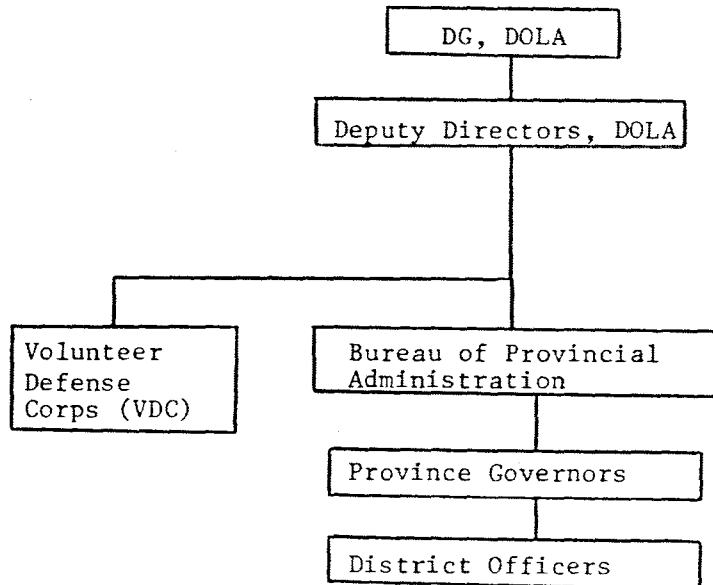 DG, DOLA
Deputy Directors, DOLA
Volunteer
Defense
Corps (VDC)
Bureau of Provincial
Administration
Province Governors
District Officers